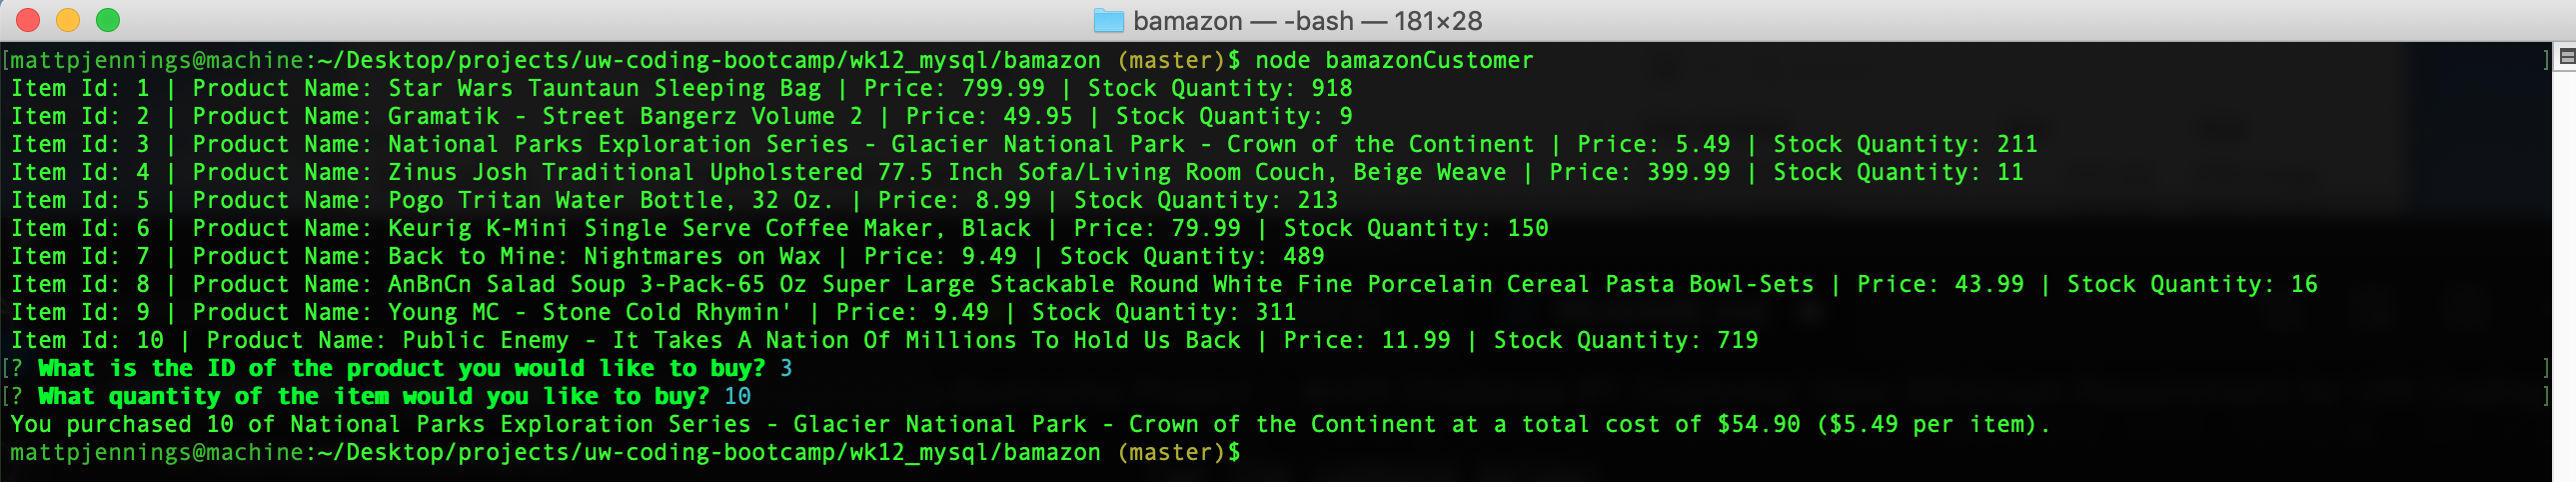 bamazon — -bash — 181×28
[mattpjennings@machine:~/Desktop/projects/uw-coding-bootcamp/wk12_mysql/bamazon (master)$ node bamazonCustomer ]
Item Id: 1 | Product Name: Star Wars Tauntaun Sleeping Bag | Price: 799.99 | Stock Quantity: 918
Item Id: 2 | Product Name: Gramatik - Street Bangerz Volume 2 | Price: 49.95 | Stock Quantity: 9
Item Id: 3 | Product Name: National Parks Exploration Series - Glacier National Park - Crown of the Continent | Price: 5.49 | Stock Quantity: 211
Item Id: 4 | Product Name: Zinus Josh Traditional Upholstered 77.5 Inch Sofa/Living Room Couch, Beige Weave | Price: 399.99 | Stock Quantity: 11
Item Id: 5 | Product Name: Pogo Tritan Water Bottle, 32 Oz. | Price: 8.99 | Stock Quantity: 213
Item Id: 6 | Product Name: Keurig K-Mini Single Serve Coffee Maker, Black | Price: 79.99 | Stock Quantity: 150
Item Id: 7 | Product Name: Back to Mine: Nightmares on Wax | Price: 9.49 | Stock Quantity: 489
Item Id: 8 | Product Name: AnBnCn Salad Soup 3-Pack-65 Oz Super Large Stackable Round White Fine Porcelain Cereal Pasta Bowl-Sets | Price: 43.99 | Stock Quantity: 16
Item Id: 9 | Product Name: Young MC - Stone Cold Rhymin' | Price: 9.49 | Stock Quantity: 311
Item Id: 10 | Product Name: Public Enemy - It Takes A Nation Of Millions To Hold Us Back | Price: 11.99 | Stock Quantity: 719
[? What is the ID of the product you would like to buy? 3 ]
[? What quantity of the item would you like to buy? 10 ]
You purchased 10 of National Parks Exploration Series - Glacier National Park - Crown of the Continent at a total cost of $54.90 ($5.49 per item).
mattpjennings@machine:~/Desktop/projects/uw-coding-bootcamp/wk12_mysql/bamazon (master)$